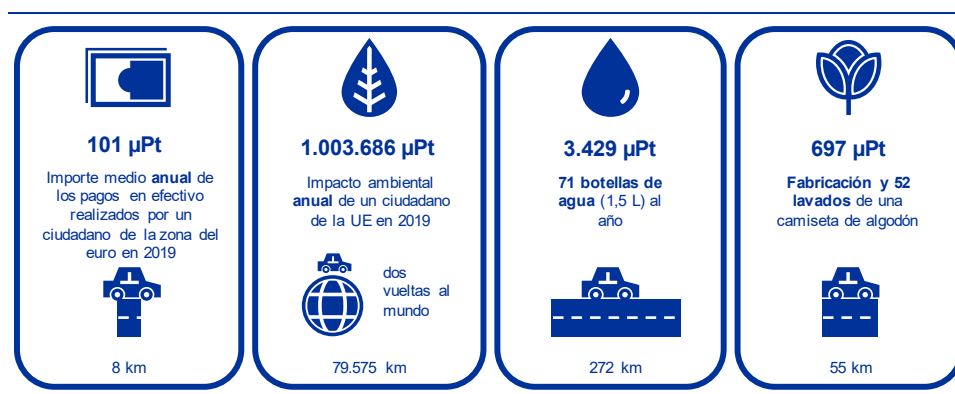 101 µPt
Importe medio anual de
los pagos en efectivo
realizados por un
ciudadano de la zona del
euro en 2019
8 km
1.003.686 µPt
Impacto ambiental
anual de un ciudadano
de la UE en 2019
dos
vueltas al
mundo
79.575 km
3.429 µPt
71 botellas de
agua (1,5 L) al
año
272 km
697 µPt
Fabricación y 52
lavados de una
camiseta de algodón
55 km